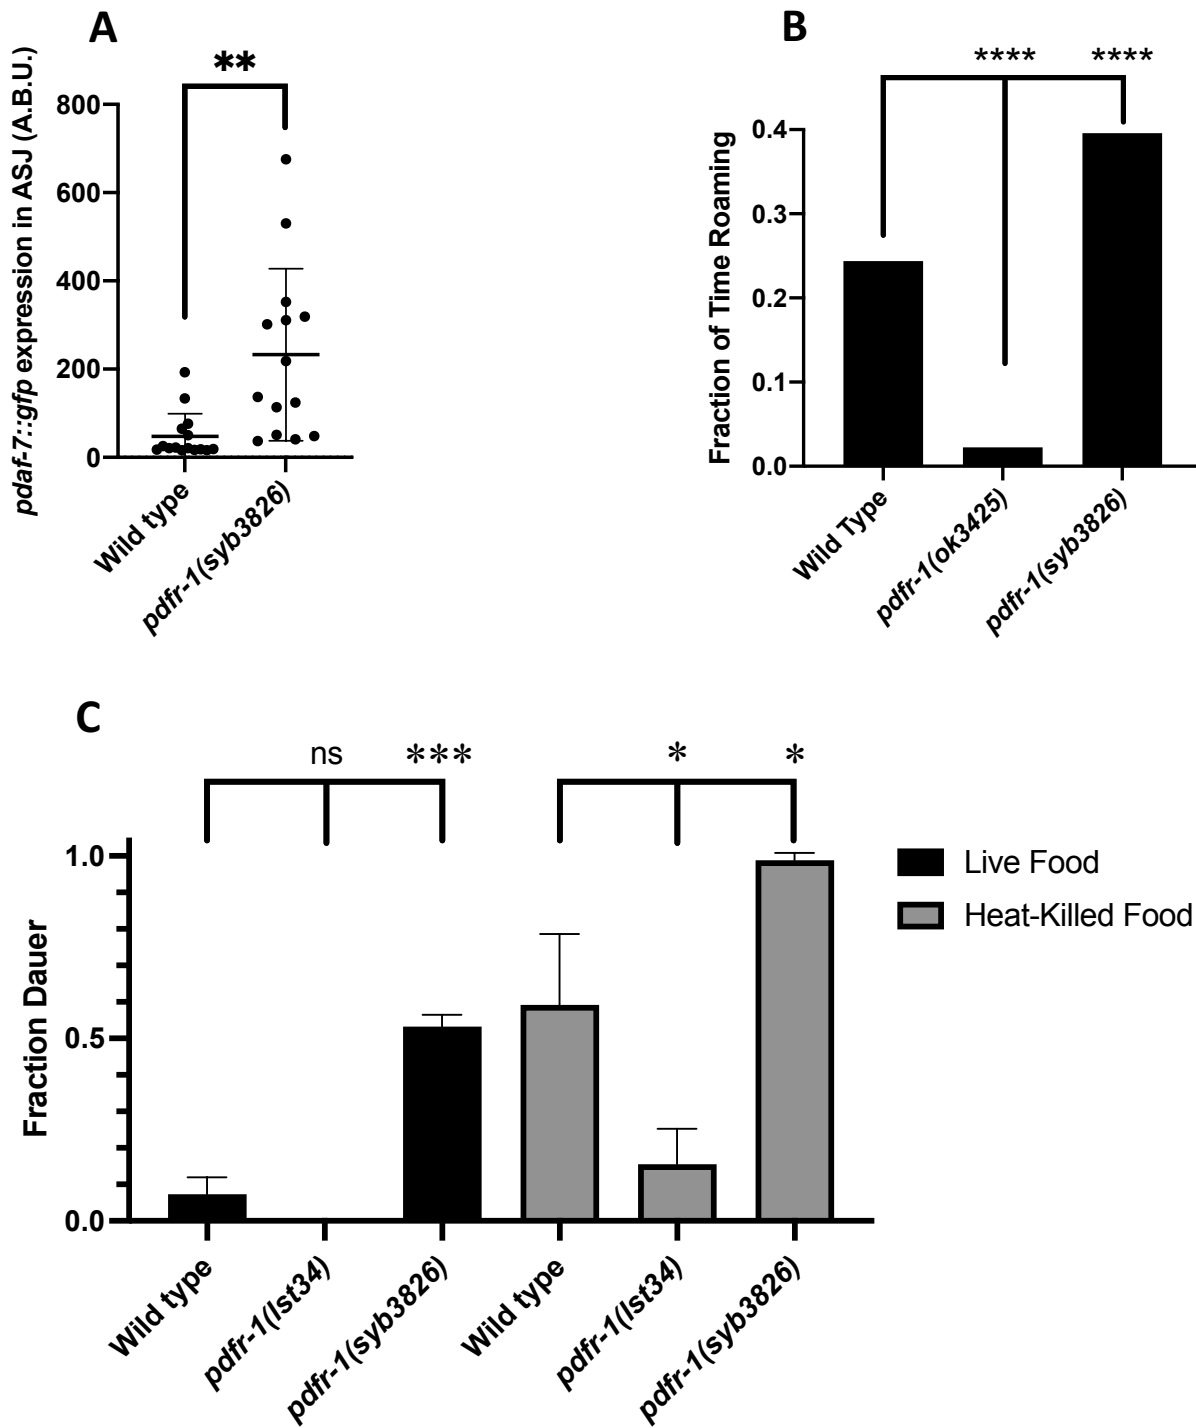 A
**
pdaf-7::gfp expression in ASJ (A.B.U.)
800
600
400
200
0
Wild type
pdfr-1(syb3826)
B
**** ****
Fraction of Time Roaming
0.4
0.3
0.2
0.1
0.0
Wild Type
pdfr-1(ok3425)
pdfr-1(syb3826)
C
ns *** * *
Fraction Dauer
1.0
0.5
0.0
Wild type
pdfr-1(lst34)
pdfr-1(syb3826)
Wild type
pdfr-1(lst34)
pdfr-1(syb3826)
Live Food
Heat-Killed Food